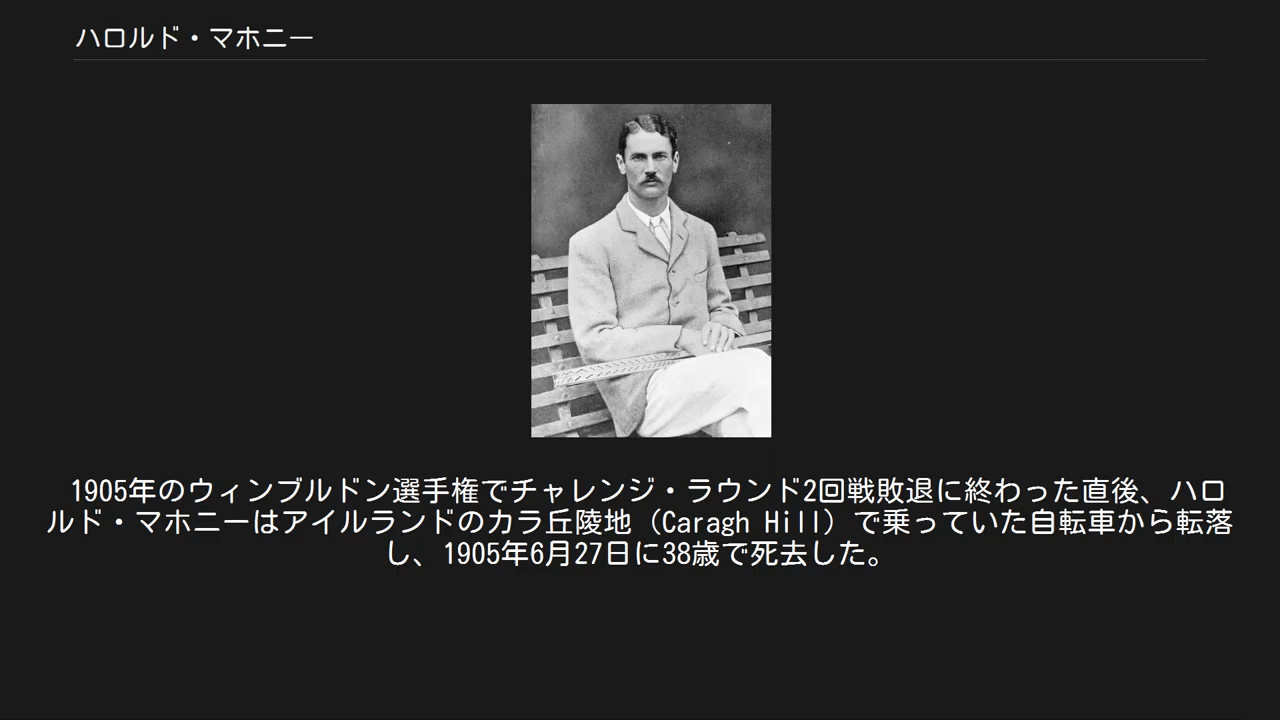 ハロルド・マホニー
1905年のウィンブルドン選手権でチャレンジ・ラウンド2回戦敗退に終わった直後、ハロ
ルド・マホニーはアイルランドのカラ丘陵地（Caragh Hill）で乗っていた自転車から転落
し、1905年6月27日に38歳で死去した。